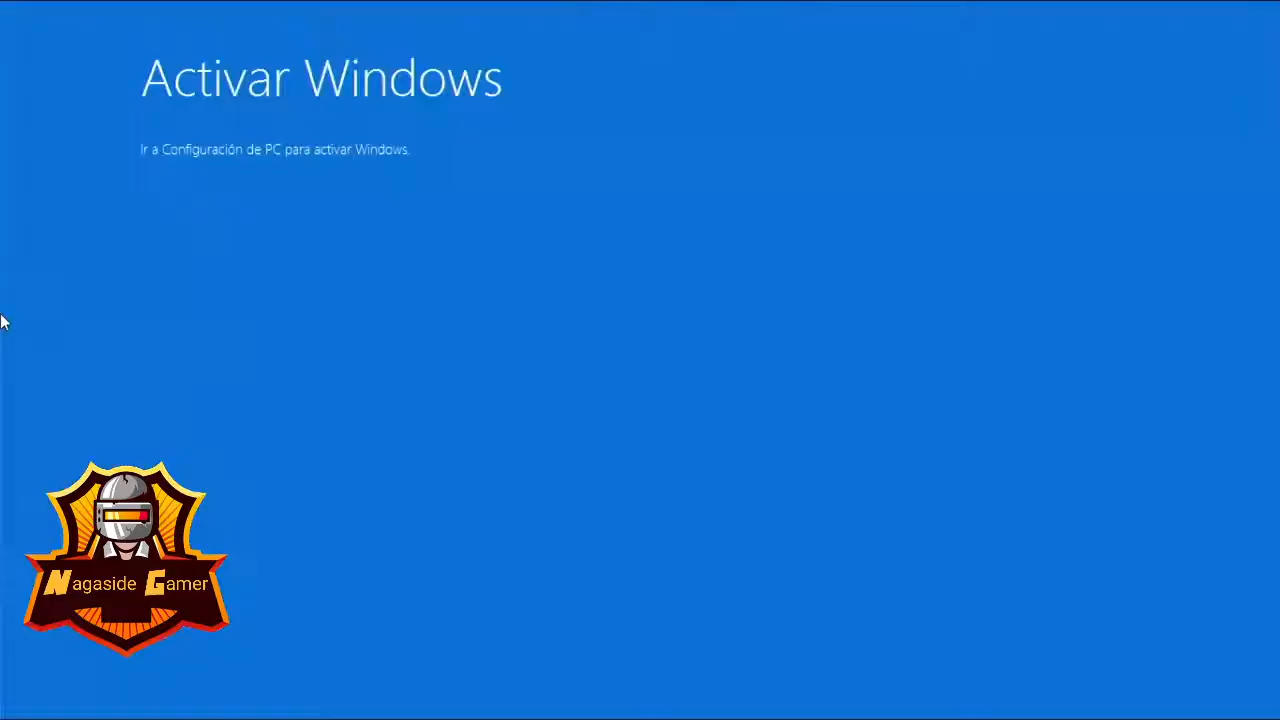 Activar Windows
Ir a Configuración de PC para activar Windows.
Nagaside Gamer